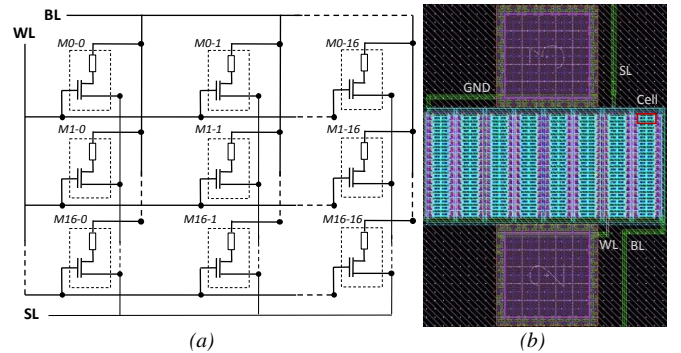 BL
WL
M0-0 M0-1 M0-16
M1-0 M1-1 M1-16
M16-0 M16-1 M16-16
SL
(a)
SL
GND
Cell
WL BL
(b)